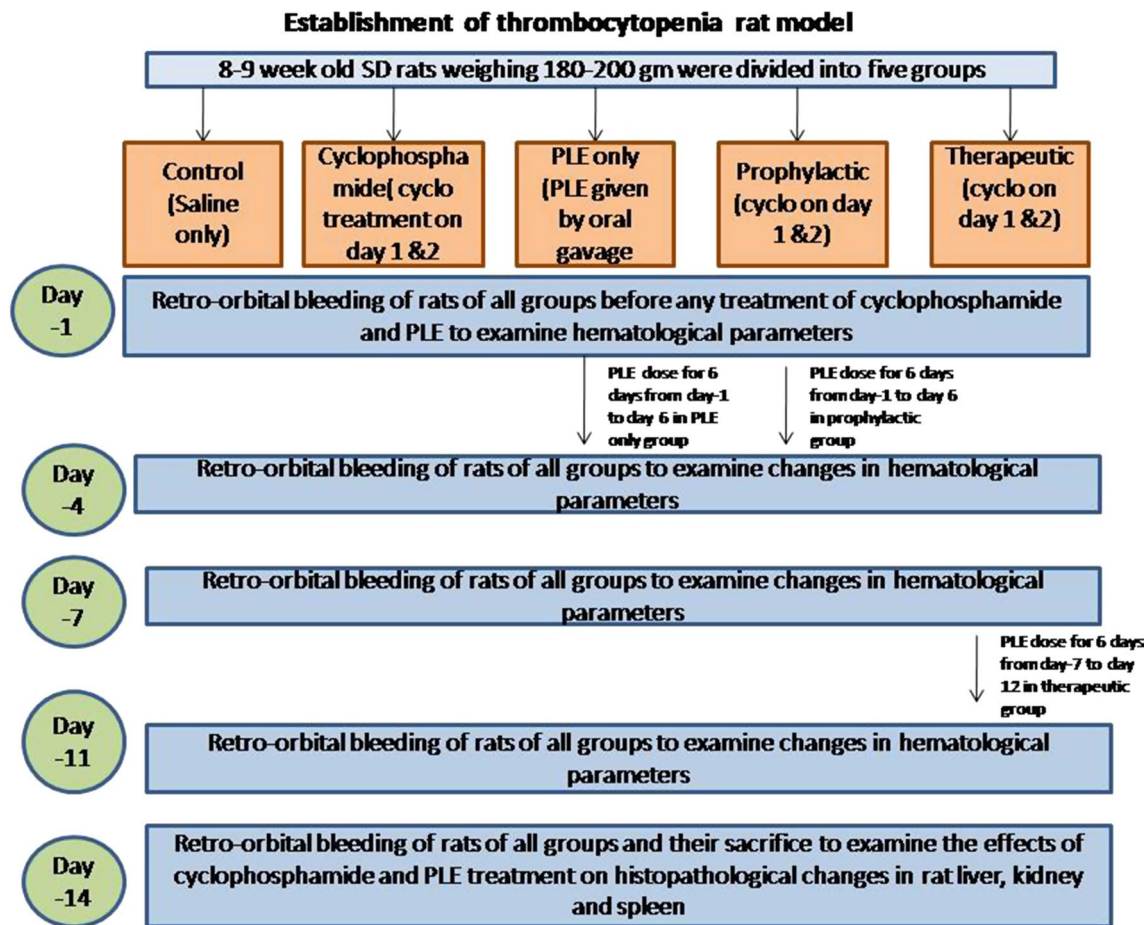 Establishment of thrombocytopenia rat model
8-9 week old SD rats weighing 180-200 gm were divided into five groups
Control
(Saline
only)
Cyclopspha
mide( cyclo
treatment on
day 1 &2
PLE only
(PLE given
by oral
gavage
Prophylactic
(cyclo on day
1 &2)
Therapeutic
(cyclo on
day 1 &2)
Day
-1
Retro-orbital bleeding of rats of all groups before any treatment of cyclophosphamide
and PLE to examine hematological parameters
PLE dose for 6
days from day-1
to day 6 in PLE
only group
PLE dose for 6 days
from day-1 to day 6
in prophylactic
group
Day
-4
Retro-orbital bleeding of rats of all groups to examine changes in hematological
parameters
Day
-7
Retro-orbital bleeding of rats of all groups to examine changes in hematological
parameters
PLE dose for 6 days
from day-7 to day
12 in therapeutic
group
Day
-11
Retro-orbital bleeding of rats of all groups to examine changes in hematological
parameters
Day
-14
Retro-orbital bleeding of rats of all groups and their sacrifice to examine the effects of
cyclophosphamide and PLE treatment on histopathological changes in rat liver, kidney
and spleen